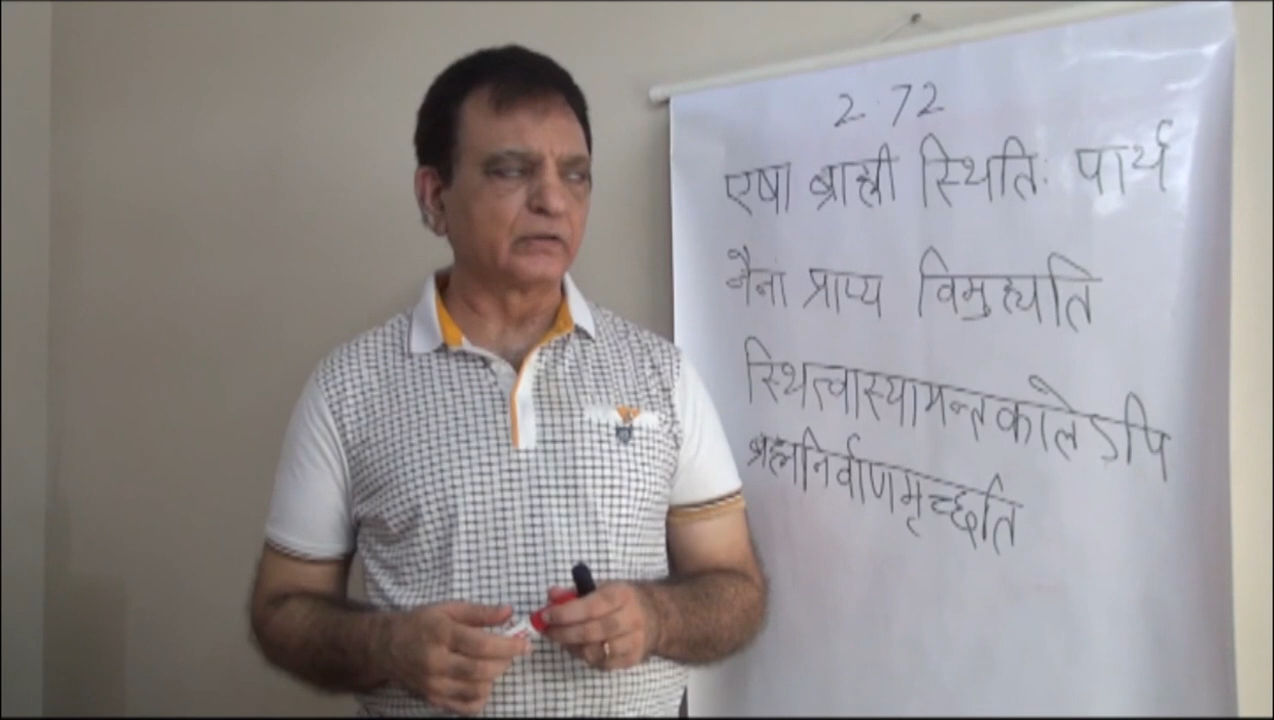 2.72
एषा ब्राह्मी स्थितिः पार्थ
नैनां प्राप्य विमुह्यति
स्थित्वास्यामन्तकालेऽपि
ब्रह्मनिर्वाणमृच्छति